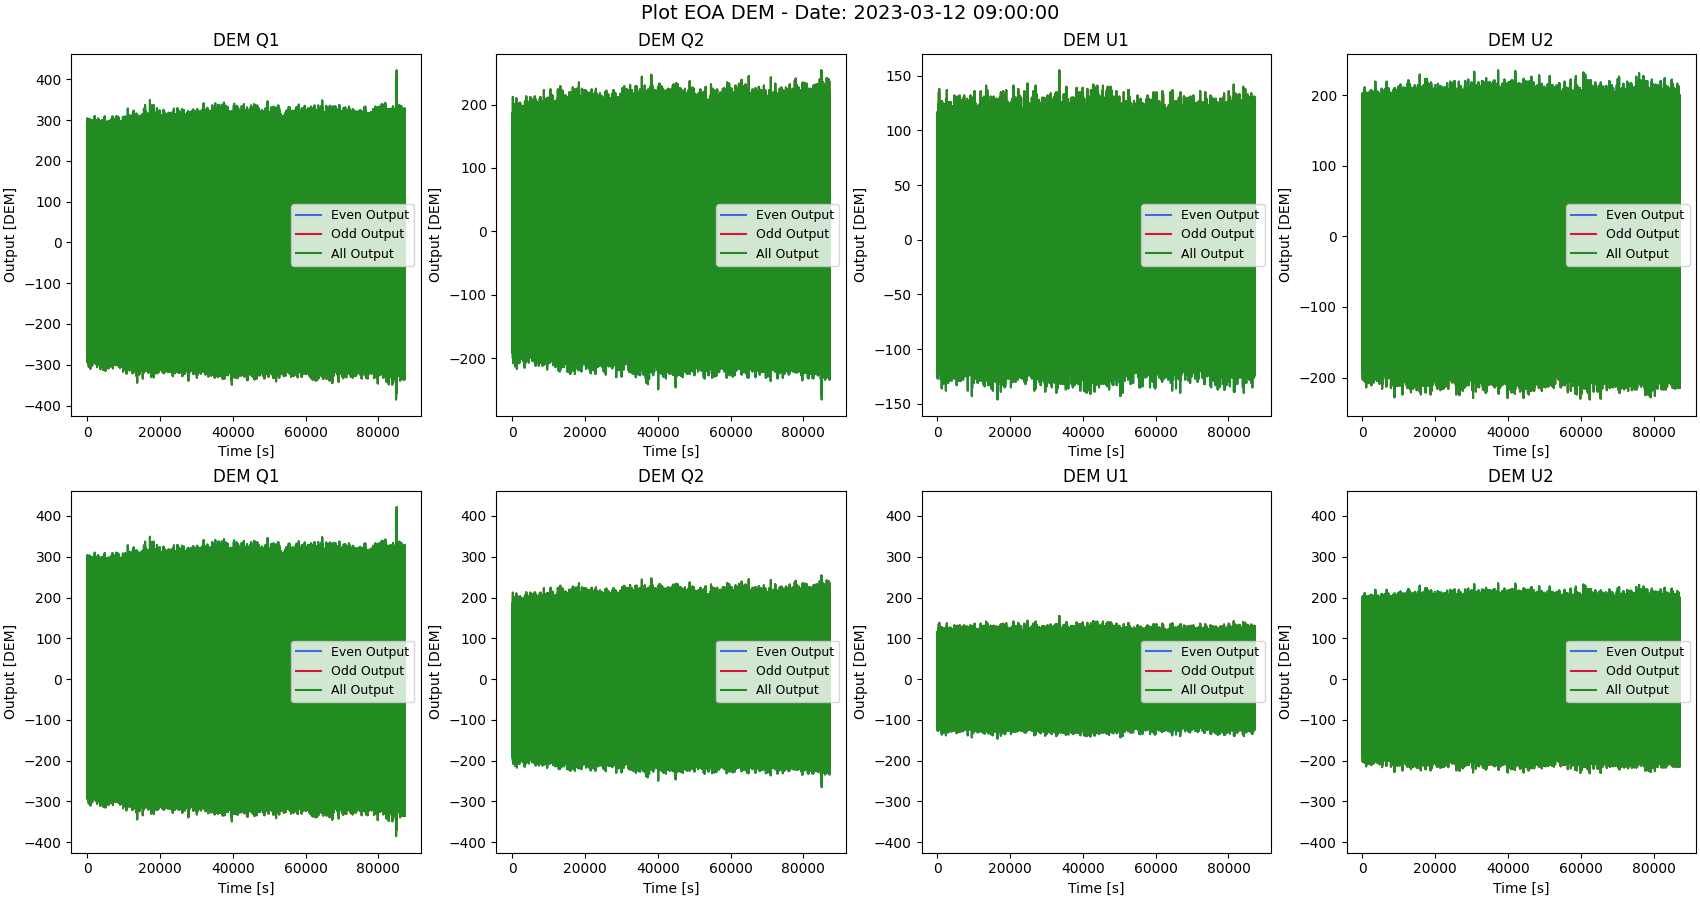 Plot EOA DEM - Date: 2023-03-12 09:00:00
DEM Q1
Output [DEM]
400
300
200
100
0
−100
−200
−300
−400
Even Output
Odd Output
All Output
0 20000 40000 60000 80000
Time [s]
DEM Q2
Output [DEM]
200
100
0
−100
−200
Even Output
Odd Output
All Output
0 20000 40000 60000 80000
Time [s]
DEM U1
Output [DEM]
150
100
50
0
−50
−100
−150
Even Output
Odd Output
All Output
0 20000 40000 60000 80000
Time [s]
DEM U2
Output [DEM]
200
100
0
−100
−200
Even Output
Odd Output
All Output
0 20000 40000 60000 80000
Time [s]
DEM Q1
Output [DEM]
400
300
200
100
0
−100
−200
−300
−400
Even Output
Odd Output
All Output
0 20000 40000 60000 80000
Time [s]
DEM Q2
Output [DEM]
400
300
200
100
0
−100
−200
−300
−400
Even Output
Odd Output
All Output
0 20000 40000 60000 80000
Time [s]
DEM U1
Output [DEM]
400
300
200
100
0
−100
−200
−300
−400
Even Output
Odd Output
All Output
0 20000 40000 60000 80000
Time [s]
DEM U2
Output [DEM]
400
300
200
100
0
−100
−200
−300
−400
Even Output
Odd Output
All Output
0 20000 40000 60000 80000
Time [s]